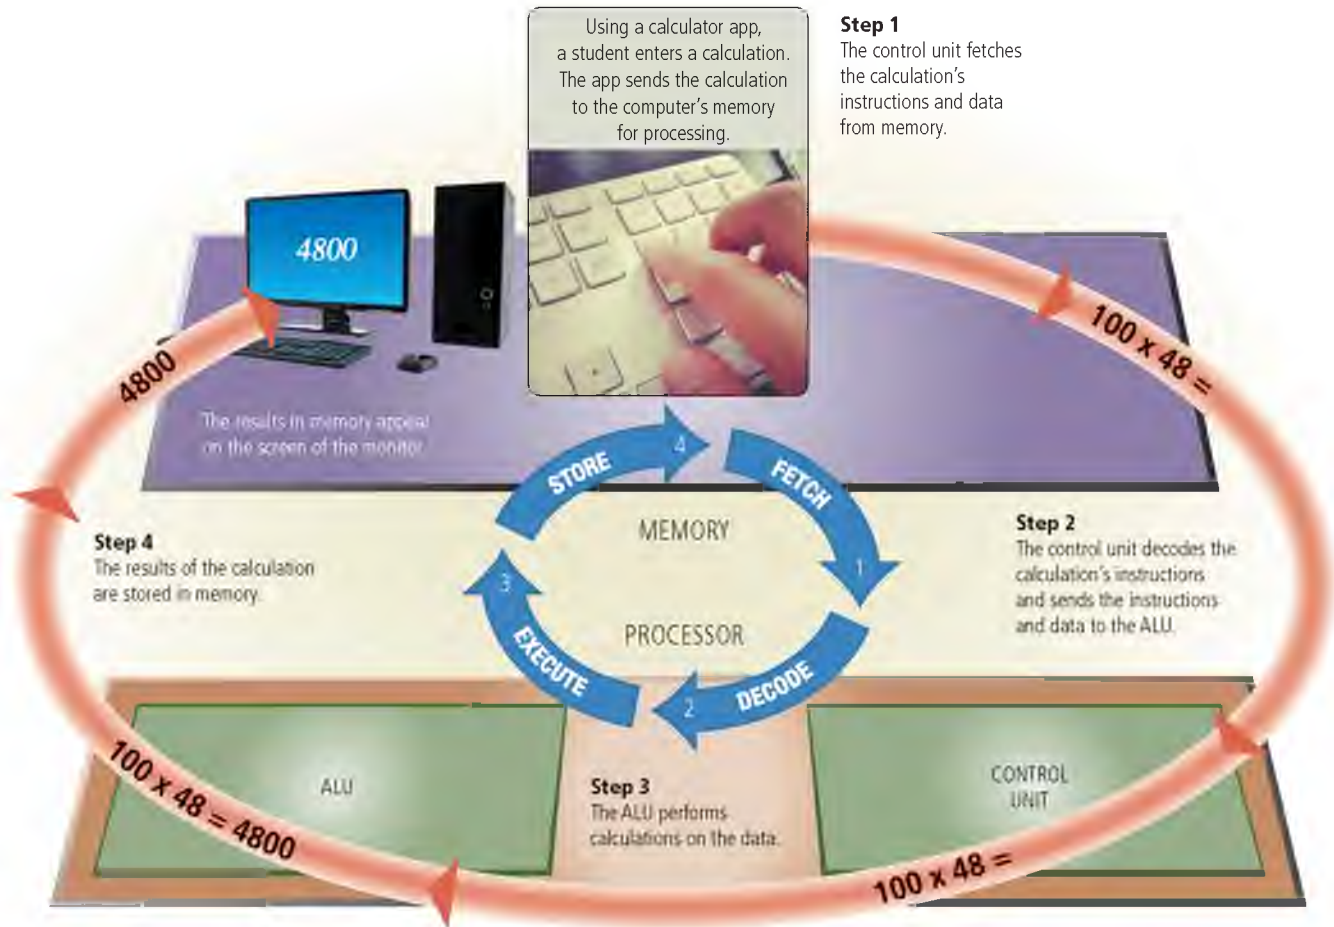 Using a calculator app,
a student enters a calculation.
The app sends the calculation
to the computer's memory
for processing.
Step 1
The control unit fetches
the calculation's
instructions and data
from memory.
4800
100 x 48 =
4800
The results in memory appear
on the screen of the monitor.
STORE
4
FETCH
1
MEMORY
Step 2
The control unit decodes the
calculation's instructions
and sends the instructions
and data to the ALU.
Step 4
The results of the calculation
are stored in memory.
3
EXECUTE
PROCESSOR
DECODE
2
ALU
CONTROL
UNIT
Step 3
The ALU performs
calculations on the data.
100 x 48 = 4800
100 x 48 =